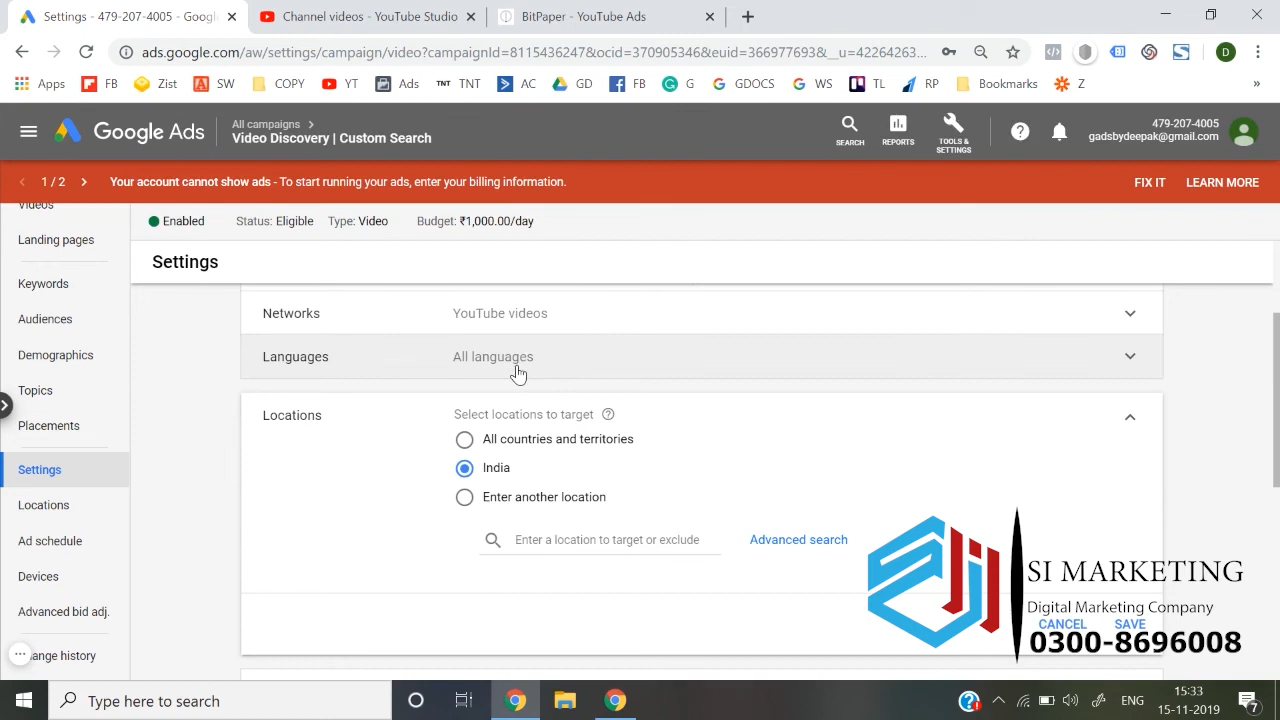 Settings - 479-207-4005 - Googl
Channel videos - YouTube Studio
BitPaper - YouTube Ads
ads.google.com/aw/settings/campaign/video?campaignId=8115436247&ocid=370905346&euid=366977693&__u=42264263...
Apps
FB
Zist
SW
COPY
YT
Ads
TNT
TNT
AC
GD
FB
G
GDOCS
WS
TL
RP
Bookmarks
Z
»
Google Ads
All campaigns
Video Discovery | Custom Search
SEARCH
REPORTS
TOOLS & SETTINGS
479-207-4005
gadsbydeepak@gmail.com
1 / 2
Your account cannot show ads - To start running your ads, enter your billing information.
FIX IT
LEARN MORE
Enabled
Status: Eligible
Type: Video
Budget: ₹1,000.00/day
Videos
Landing pages
Keywords
Audiences
Demographics
Topics
Placements
Settings
Locations
Ad schedule
Devices
Advanced bid adj.
ange history
Settings
Networks
YouTube videos
Languages
All languages
Locations
Select locations to target
All countries and territories
India
Enter another location
Enter a location to target or exclude
Advanced search
CANCEL
SAVE
SI MARKETING
Digital Marketing Company
0300-8696008
Type here to search
ENG
15:33
15-11-2019
7